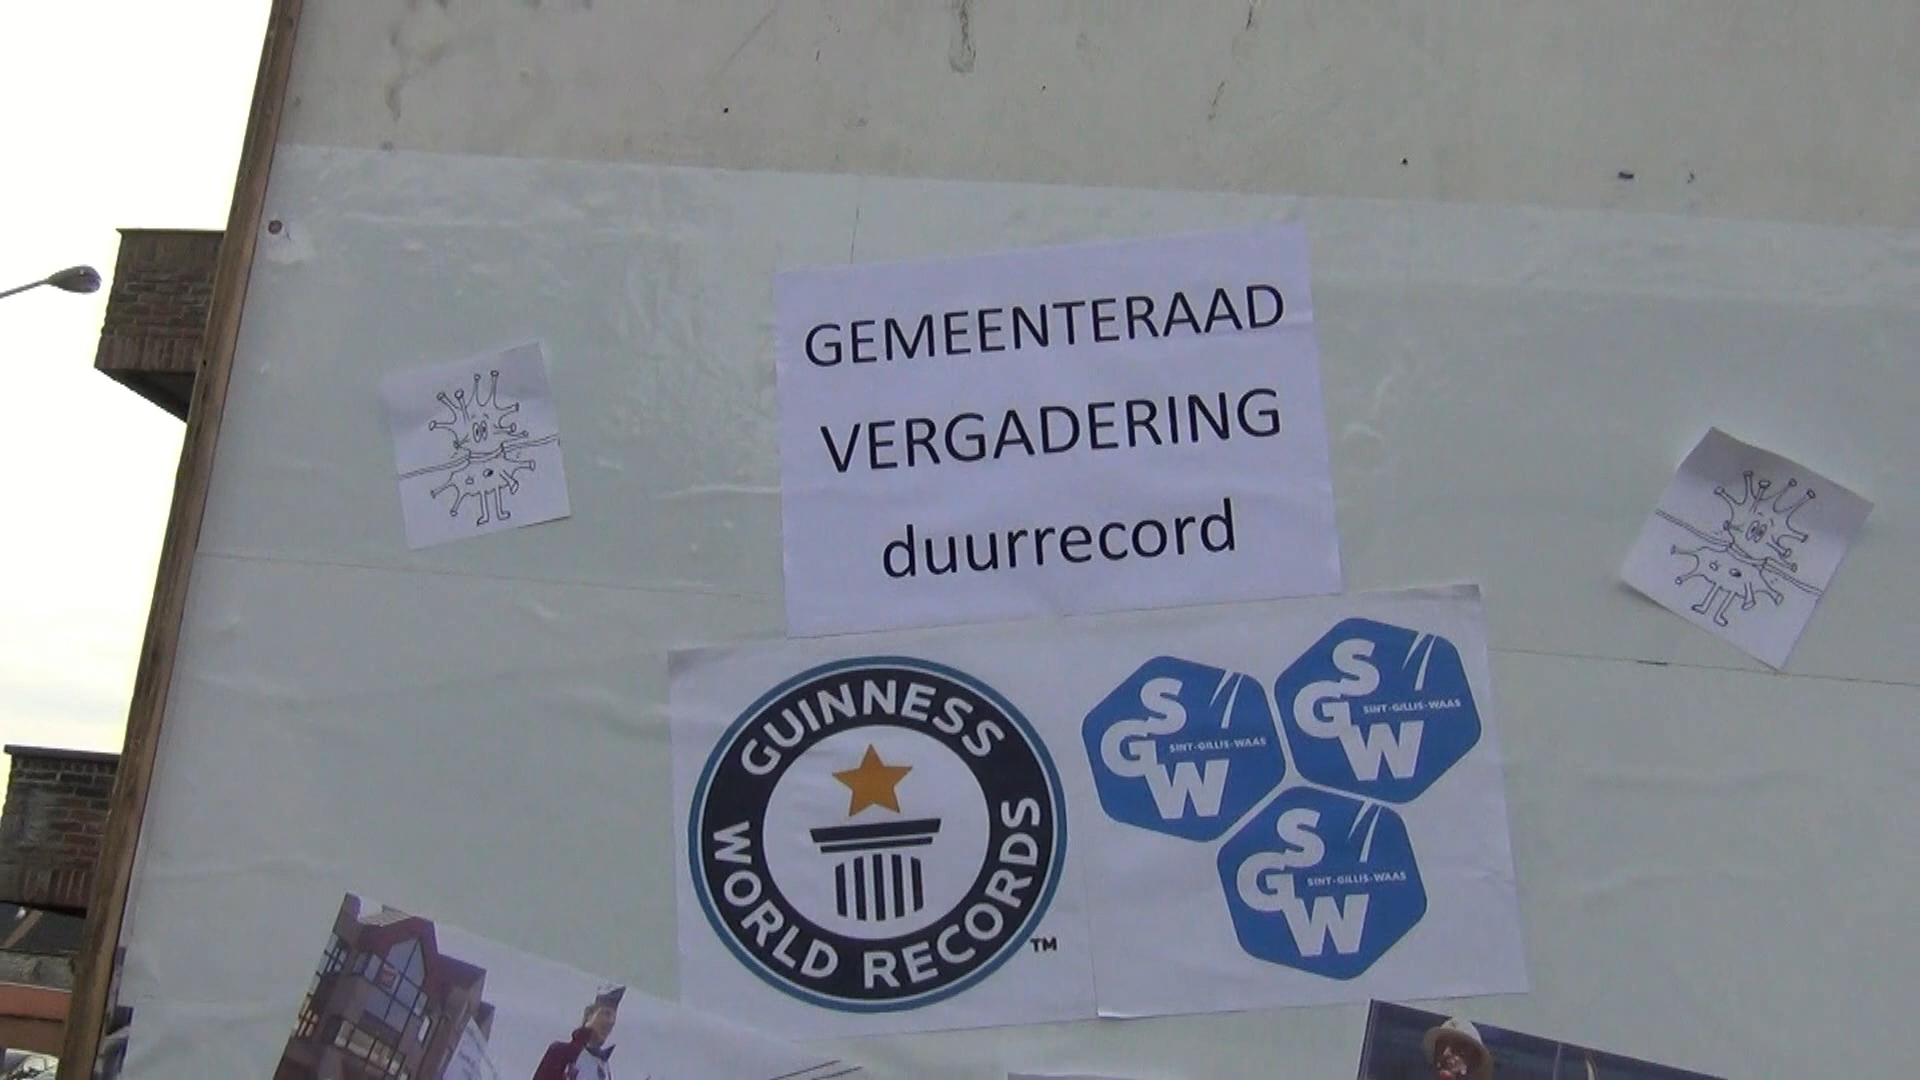 GEMEENTERAAD
VERGADERING
duurrecord
GUINNESS
WORLD RECORDS
TM
SGW
SINT-GILLIS-WAAS
SGW
SINT-GILLIS-WAAS
SGW
SINT-GILLIS-WAAS